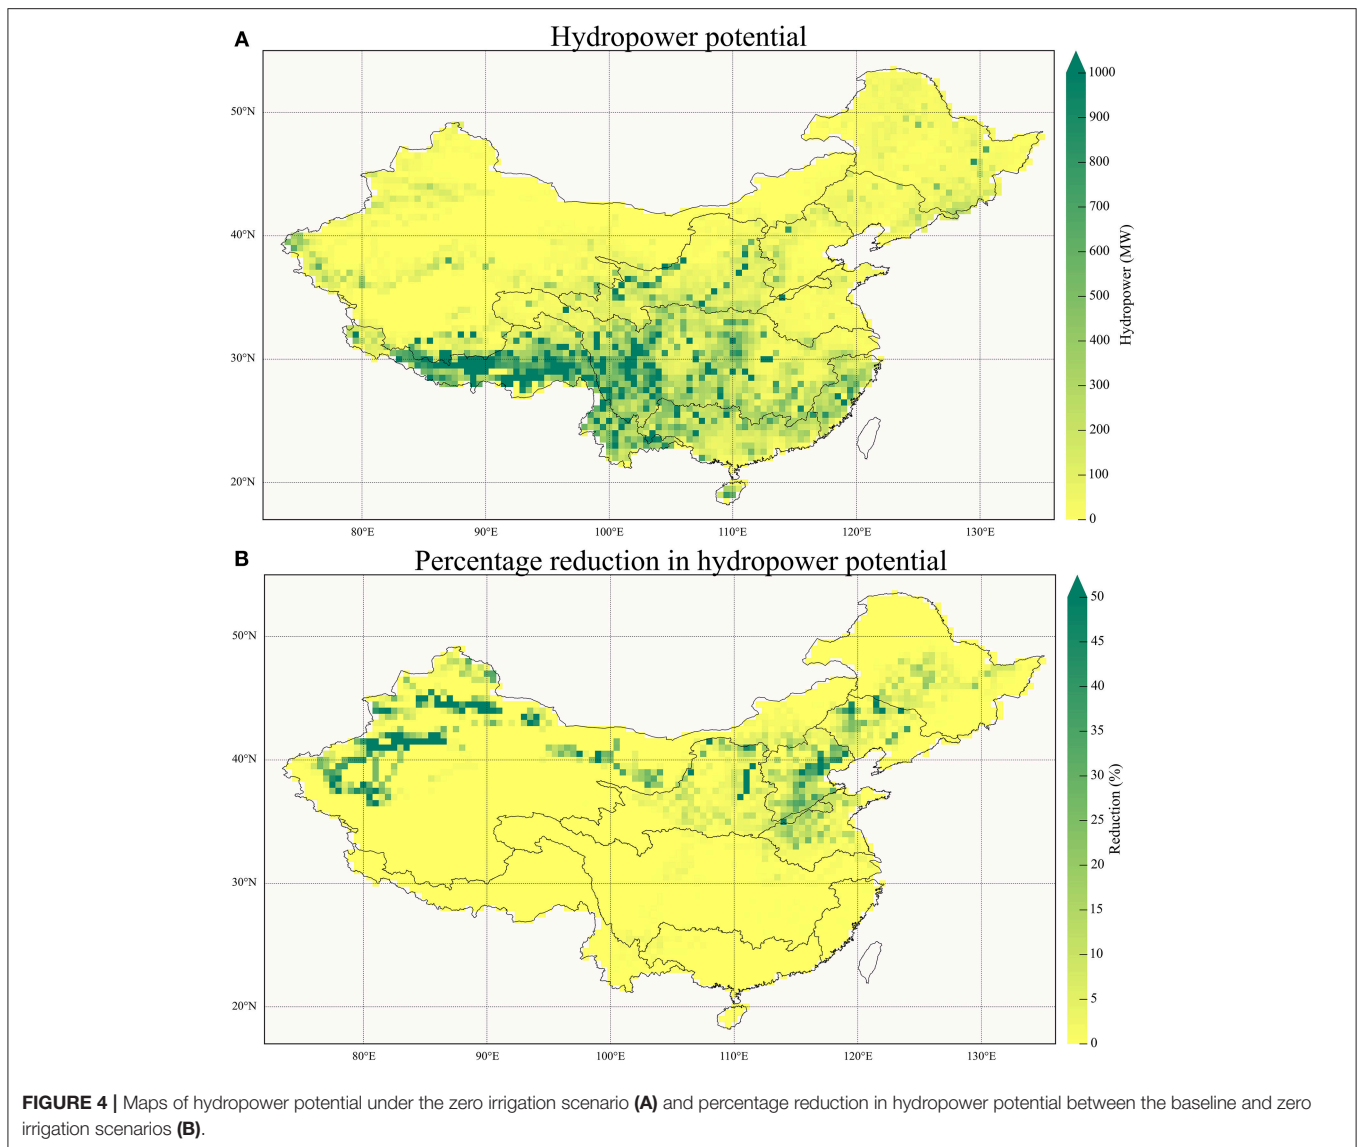 A
Hydropower potential
50°N
40°N
30°N
20°N
80°E
90°E
100°E
110°E
120°E
130°E
1000
900
800
700
600
500
400
300
200
100
0
Hydropower (MW)
B
Percentage reduction in hydropower potential
50°N
40°N
30°N
20°N
80°E
90°E
100°E
110°E
120°E
130°E
50
45
40
35
30
25
20
15
10
5
0
Reduction (%)
FIGURE 4 | Maps of hydropower potential under the zero irrigation scenario (A) and percentage reduction in hydropower potential between the baseline and zero
irrigation scenarios (B).